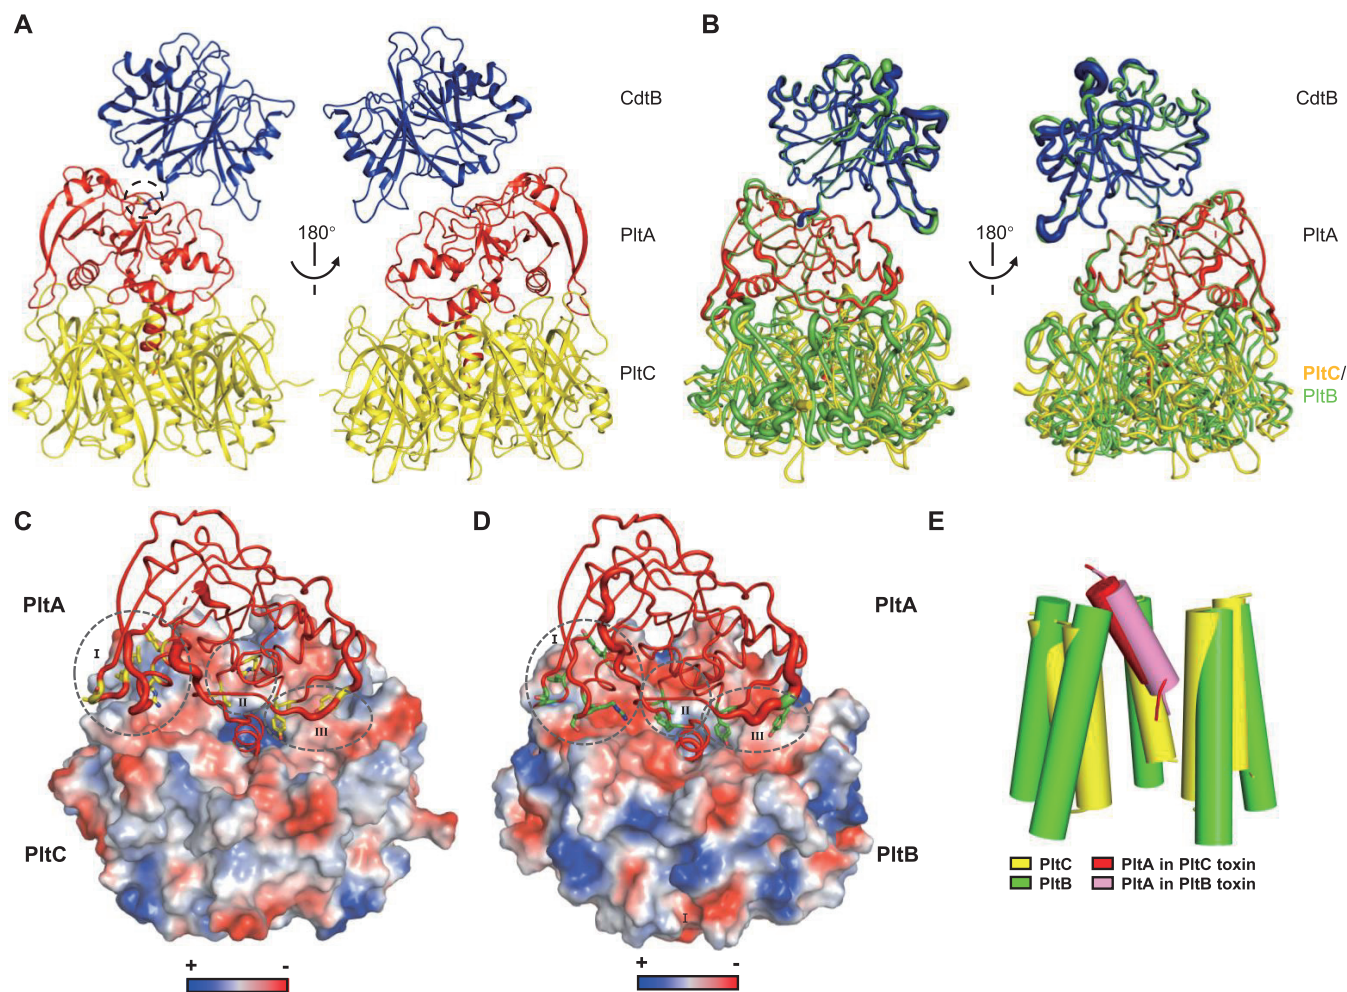 A
B
180°
CdtB
PltA
PltC
180°
CdtB
PltA
PltC/
PltB
C
D
E
PltA
I
II
III
PltC
+ -
PltA
I
II
III
PltB
I
+ -
PltC
PltB
PltA in PltC toxin
PltA in PltB toxin